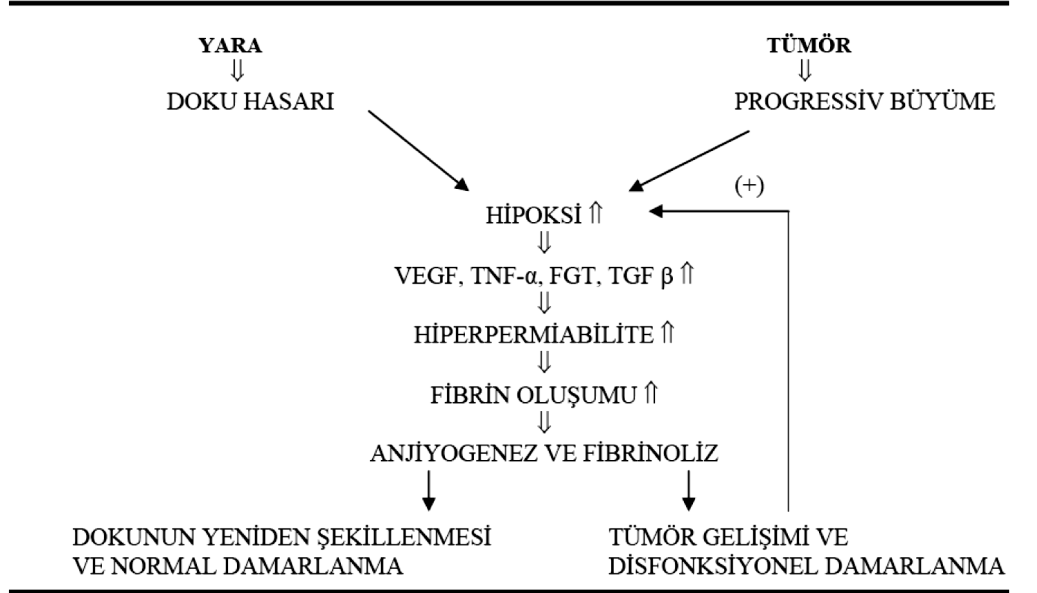 YARA
TÜMÖR
⇓
⇓
DOKU HASARI
PROGRESSİV BÜYÜME
(+)
HİPOKSİ ⇑
⇓
VEGF, TNF-α, FGT, TGF β ⇑
⇓
HİPERPERMİABİLİTE ⇑
⇓
FİBRİN OLUŞUMU ⇑
⇓
ANJİYOGENEZ VE FİBRİNOLİZ
DOKUNUN YENİDEN ŞEKİLLENMESİ
VE NORMAL DAMARLANMA
TÜMÖR GELİŞİMİ VE
DİSFONKSİYONEL DAMARLANMA